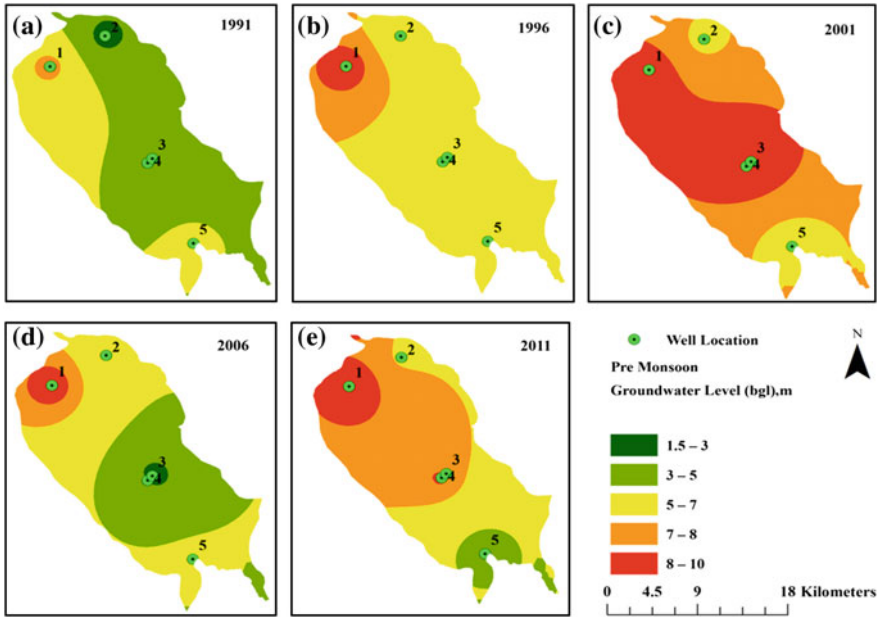 (a) 1991
2
1
3
4
5
(b) 1996
1
2
3
4
5
(c) 2001
2
1
3
4
5
(d) 2006
2
1
3
4
5
(e) 2011
2
1
3
4
5
Well Location
N
Pre Monsoon
Groundwater Level (bgl),m
1.5 – 3
3 – 5
5 – 7
7 – 8
8 – 10
0 4.5 9 18 Kilometers